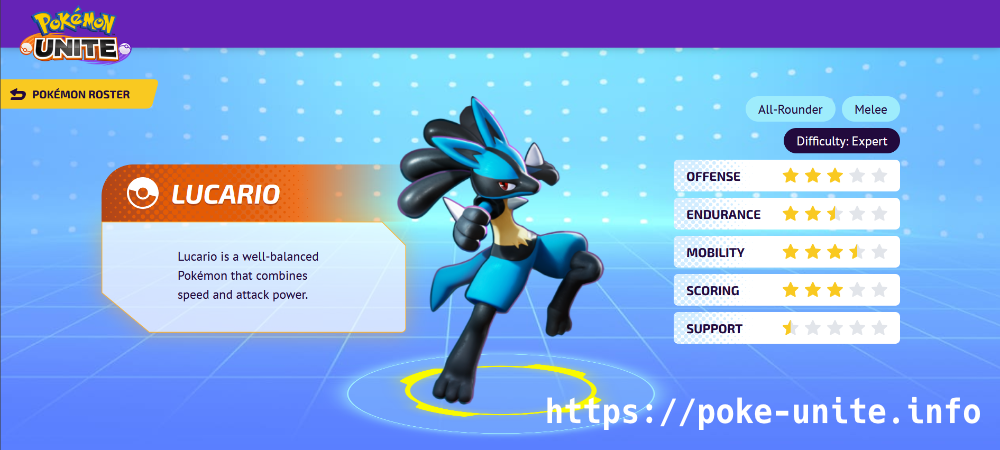 POKÉMON
UNITE
POKÉMON ROSTER
All-Rounder
Melee
Difficulty: Expert
LUCARIO
Lucario is a well-balanced
Pokémon that combines
speed and attack power.
OFFENSE
ENDURANCE
MOBILITY
SCORING
SUPPORT
https://poke-unite.info